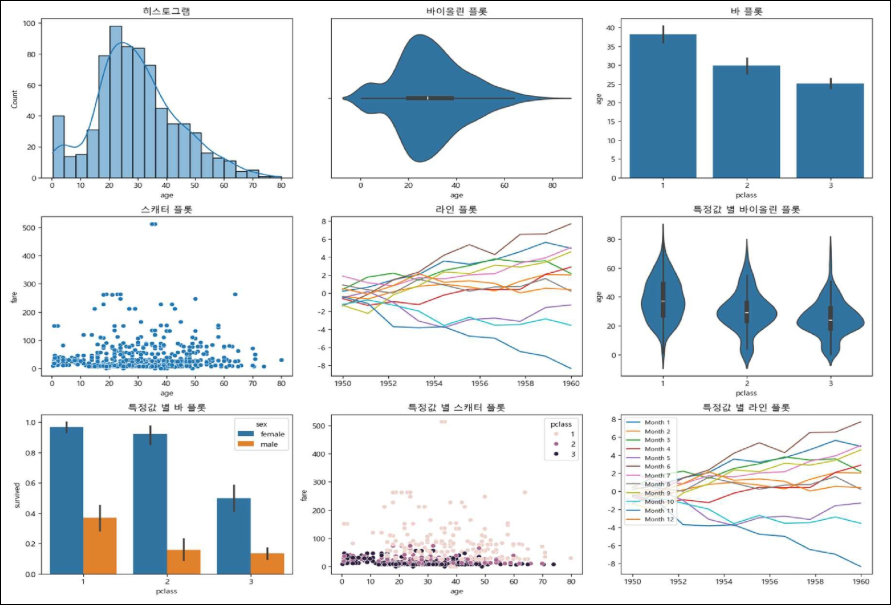 히스토그램
100
80
60
40
20
0
Count
0 10 20 30 40 50 60 70 80
age
바이올린 플롯
0 20 40 60 80
age
바 플롯
40
35
30
25
20
15
10
5
0
age
1 2 3
pclass
스캐터 플롯
500
400
300
200
100
0
fare
0 10 20 30 40 50 60 70 80
age
라인 플롯
8
6
4
2
0
-2
-4
-6
-8
1950 1952 1954 1956 1958 1960
특정값 별 바이올린 플롯
80
60
40
20
0
age
1 2 3
pclass
특정값 별 바 플롯
1.0
0.8
0.6
0.4
0.2
0.0
survived
sex
female
male
1 2 3
pclass
특정값 별 스캐터 플롯
500
400
300
200
100
0
fare
pclass
1
2
3
0 10 20 30 40 50 60 70 80
age
특정값 별 라인 플롯
8
6
4
2
0
-2
-4
-6
-8
Month 1
Month 2
Month 3
Month 4
Month 5
Month 6
Month 7
Month 8
Month 9
Month 10
Month 11
Month 12
1950 1952 1954 1956 1958 1960